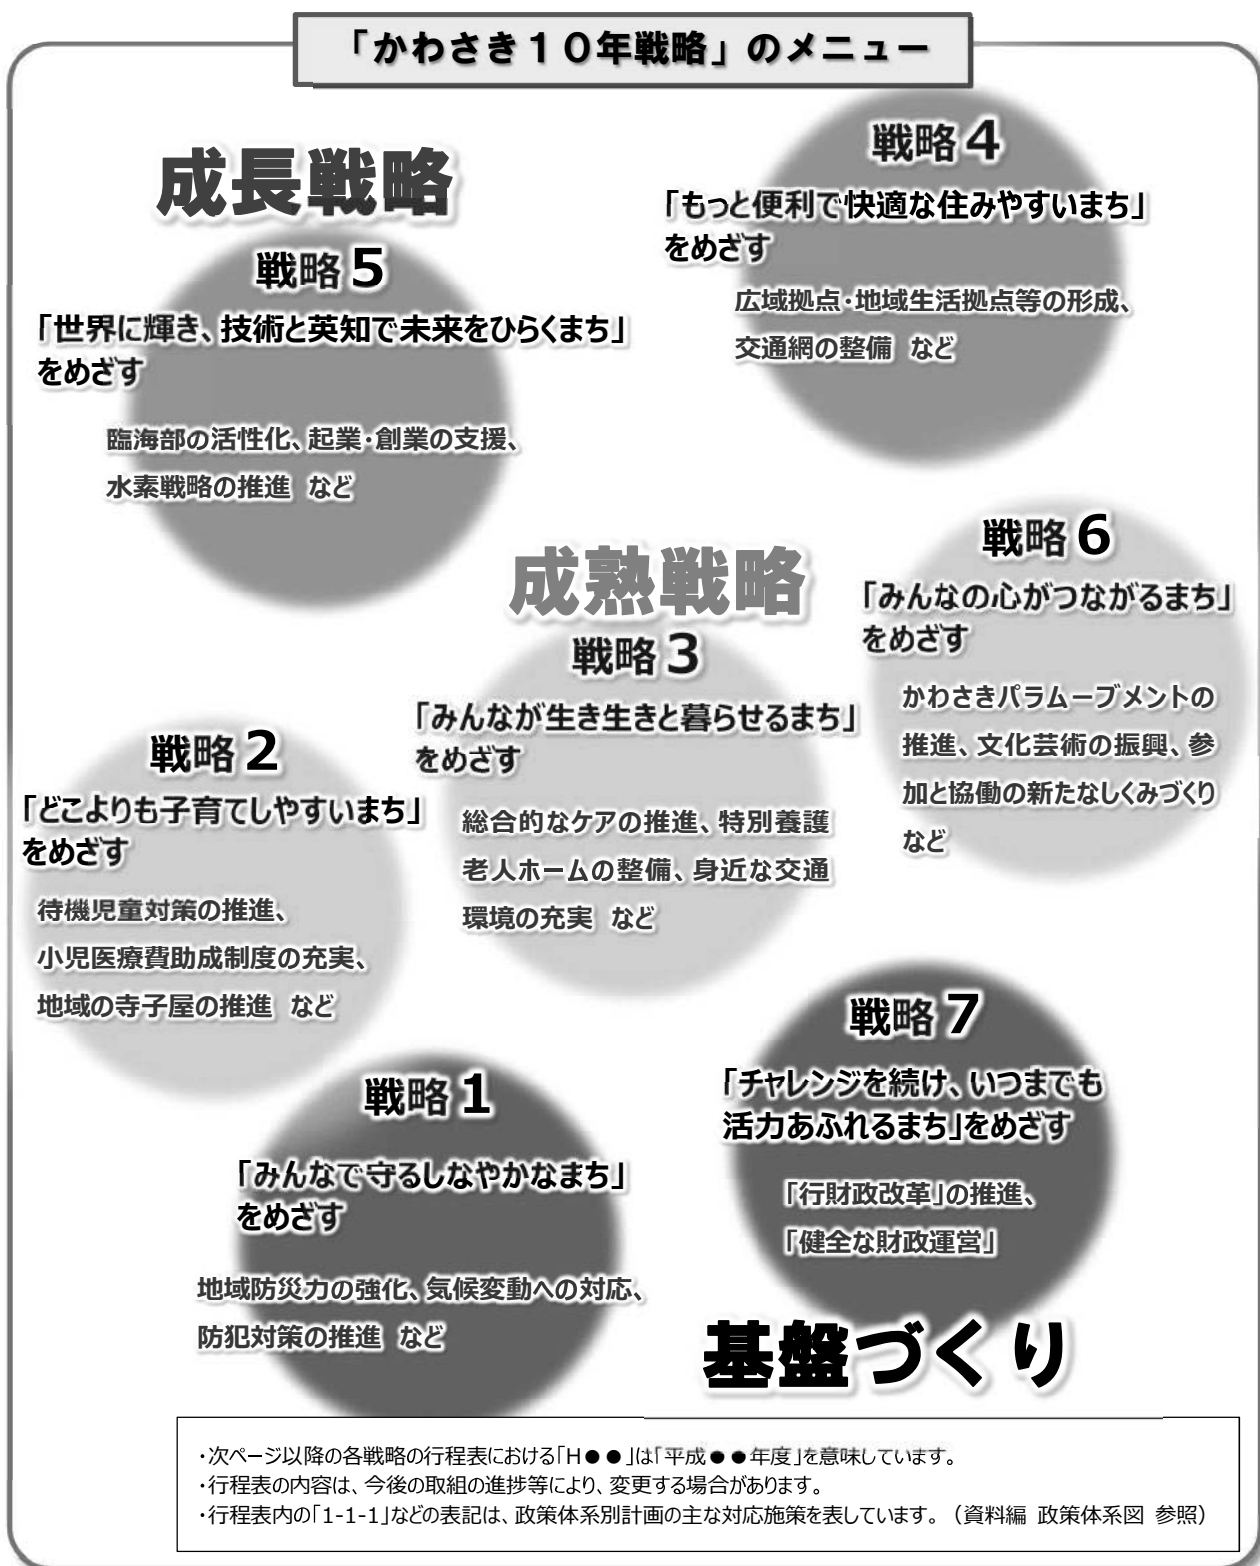 「かわさき１０年戦略」のメニュー
成長戦略
戦略５
「世界に輝き、技術と英知で未来をひらくまち」
をめざす
臨海部の活性化、起業・創業の支援、
水素戦略の推進 など
戦略４
「もっと便利で快適な住みやすいまち」
をめざす
広域拠点・地域生活拠点等の形成、
交通網の整備 など
成熟戦略
戦略６
「みんなの心がつながるまち」
をめざす
かわさきパラムーブメントの
推進、文化芸術の振興、参
加と協働の新たなしくみづくり
など
戦略３
「みんなが生き生きと暮らせるまち」
をめざす
総合的なケアの推進、特別養護
老人ホームの整備、身近な交通
環境の充実 など
戦略２
「どこよりも子育てしやすいまち」
をめざす
待機児童対策の推進、
小児医療費助成制度の充実、
地域の寺子屋の推進 など
戦略７
「チャレンジを続け、いつまでも
活力あふれるまち」をめざす
「行財政改革」の推進、
「健全な財政運営」
戦略１
「みんなで守るしなやかなまち」
をめざす
地域防災力の強化、気候変動への対応、
防犯対策の推進 など
基盤づくり
・次ページ以降の各戦略の行程表における「H●●」は「平成●●年度」を意味しています。
・行程表の内容は、今後の取組の進捗等により、変更する場合があります。
・行程表内の「1-1-1」などの表記は、政策体系別計画の主な対応施策を表しています。（資料編 政策体系図 参照）